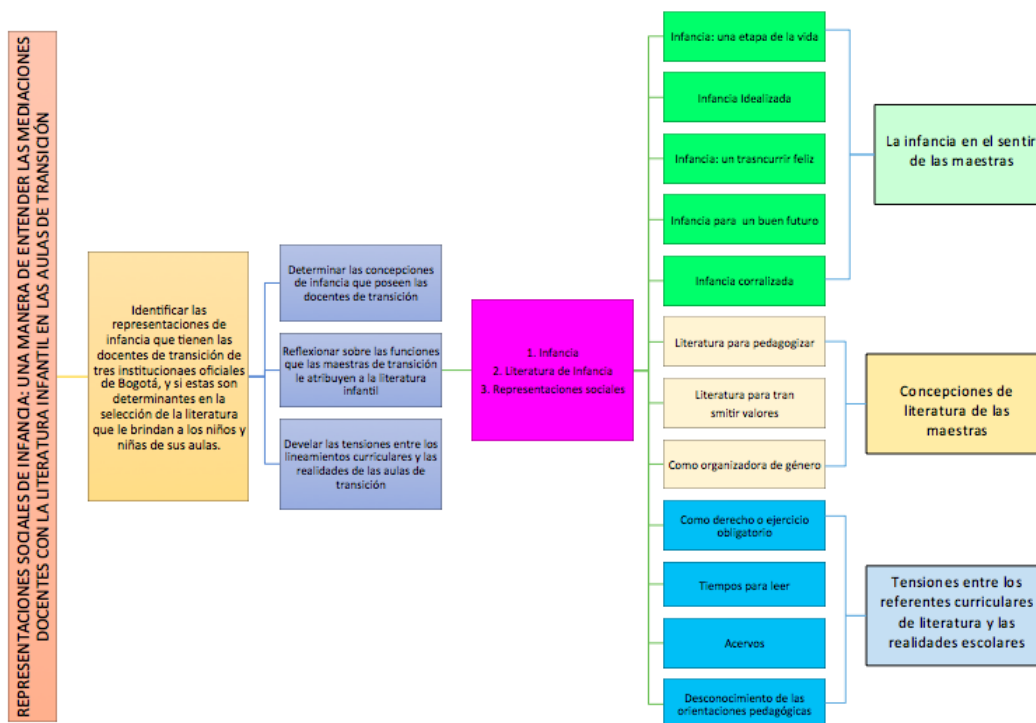 REPRESENTACIONES SOCIALES DE INFANCIA: UNA MANERA DE ENTENDER LAS MEDIACIONES
DOCENTES CON LA LITERATURA INFANTIL EN LAS AULAS DE TRANSICIÓN
Identificar las
representaciones de
infancia que tienen las
docentes de transición de
tres institucionaes oficiales
de Bogotá, y si estas son
determinantes en la
selección de la literatura
que le brindan a los niños y
niñas de sus aulas.
Determinar las concepciones
de infancia que poseen las
docentes de transición
Reflexionar sobre las funciones
que las maestras de transición
le atribuyen a la literatura
infantil
Develar las tensiones entre los
lineamientos curriculares y las
realidades de las aulas de
transición
1. Infancia
2. Literatura de Infancia
3. Representaciones sociales
Infancia: una etapa de la vida
Infancia Idealizada
Infancia: un trasncurrir feliz
Infancia para un buen futuro
Infancia corralizada
Literatura para pedagogizar
Literatura para tran
smitir valores
Como organizadora de género
Como derecho o ejercicio
obligatorio
Tiempos para leer
Acervos
Desconocimiento de las
orientaciones pedagógicas
La infancia en el sentir
de las maestras
Concepciones de
literatura de las
maestras
Tensiones entre los
referentes curriculares
de literatura y las
realidades escolares